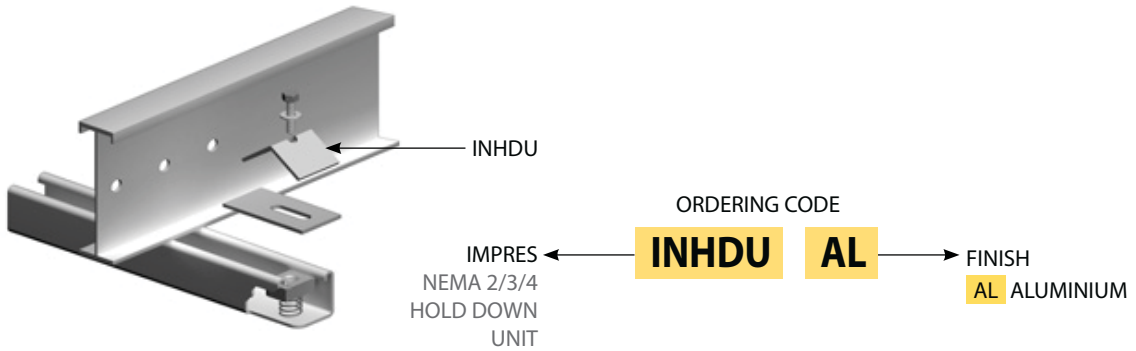 INHDU
ORDERING CODE
INHDU AL
IMPRES
NEMA 2/3/4
HOLD DOWN
UNIT
FINISH
AL ALUMINIUM